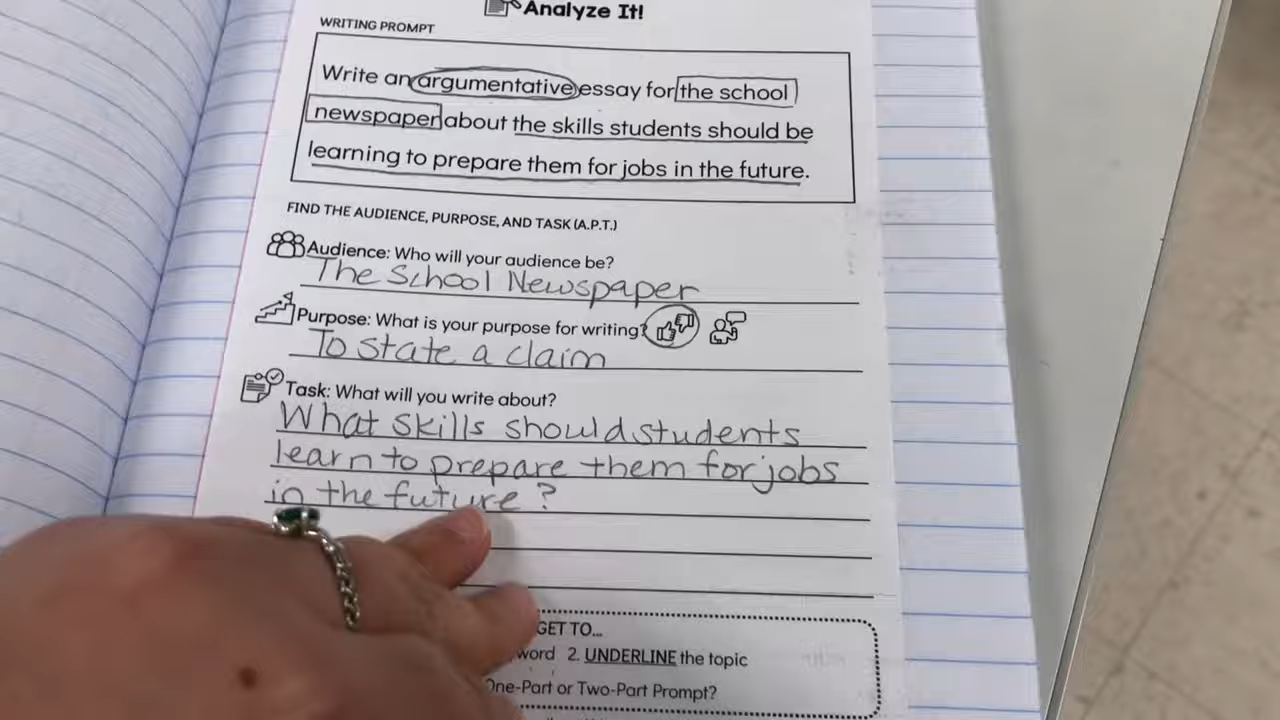 Analyze It!
WRITING PROMPT
Write an argumentative essay for the school
newspaper about the skills students should be
learning to prepare them for jobs in the future.
FIND THE AUDIENCE, PURPOSE, AND TASK (A.P.T.)
Audience: Who will your audience be?
The School Newspaper
Purpose: What is your purpose for writing?
To state a claim
Task: What will you write about?
What skills should students
learn to prepare them for jobs
in the future?
GET TO...
word 2. UNDERLINE the topic
One-Part or Two-Part Prompt?